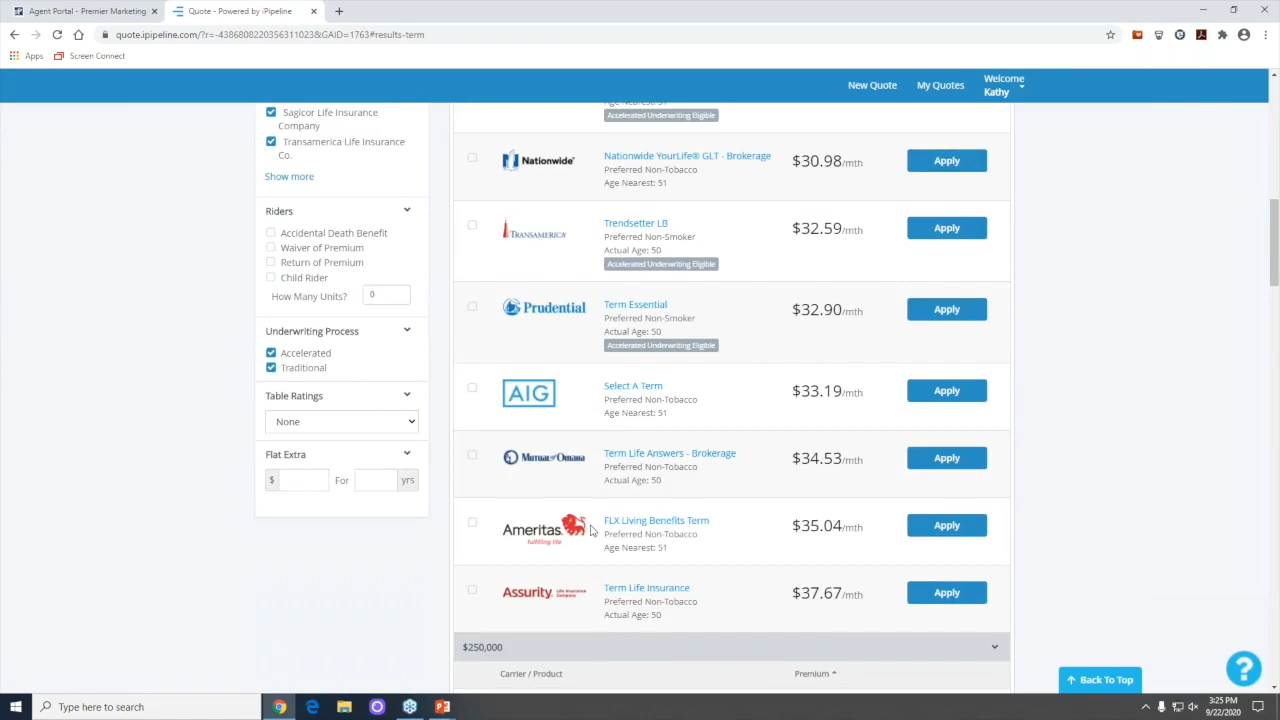 Agent Portal - Premier Marketing
Quote - Powered by iPipeline
quote.ipipeline.com/?r=-4386808220356311023&GAID=1763#results-term
Apps
Screen Connect
New Quote
My Quotes
Welcome
Kathy
Sagicor Life Insurance
Company
Transamerica Life Insurance
Co.
Show more
Riders
Accidental Death Benefit
Waiver of Premium
Return of Premium
Child Rider
How Many Units?
0
Underwriting Process
Accelerated
Traditional
Table Ratings
None
Flat Extra
$
For
yrs
Age Nearest: 51
Accelerated Underwriting Eligible
Nationwide
Nationwide YourLife® GLT - Brokerage
Preferred Non-Tobacco
Age Nearest: 51
$30.98/mth
Apply
TRANSAMERICA
Trendsetter LB
Preferred Non-Smoker
Actual Age: 50
Accelerated Underwriting Eligible
$32.59/mth
Apply
Prudential
Term Essential
Preferred Non-Smoker
Actual Age: 50
Accelerated Underwriting Eligible
$32.90/mth
Apply
AIG
Select A Term
Preferred Non-Tobacco
Age Nearest: 51
$33.19/mth
Apply
Mutual of Omaha
Term Life Answers - Brokerage
Preferred Non-Tobacco
Actual Age: 50
$34.53/mth
Apply
Ameritas
fulfilling life
FLX Living Benefits Term
Preferred Non-Tobacco
Age Nearest: 51
$35.04/mth
Apply
Assurity Life Insurance Company
Term Life Insurance
Preferred Non-Tobacco
Actual Age: 50
$37.67/mth
Apply
$250,000
Carrier / Product
Premium
Back To Top
?
Type here to search
3:25 PM
9/22/2020